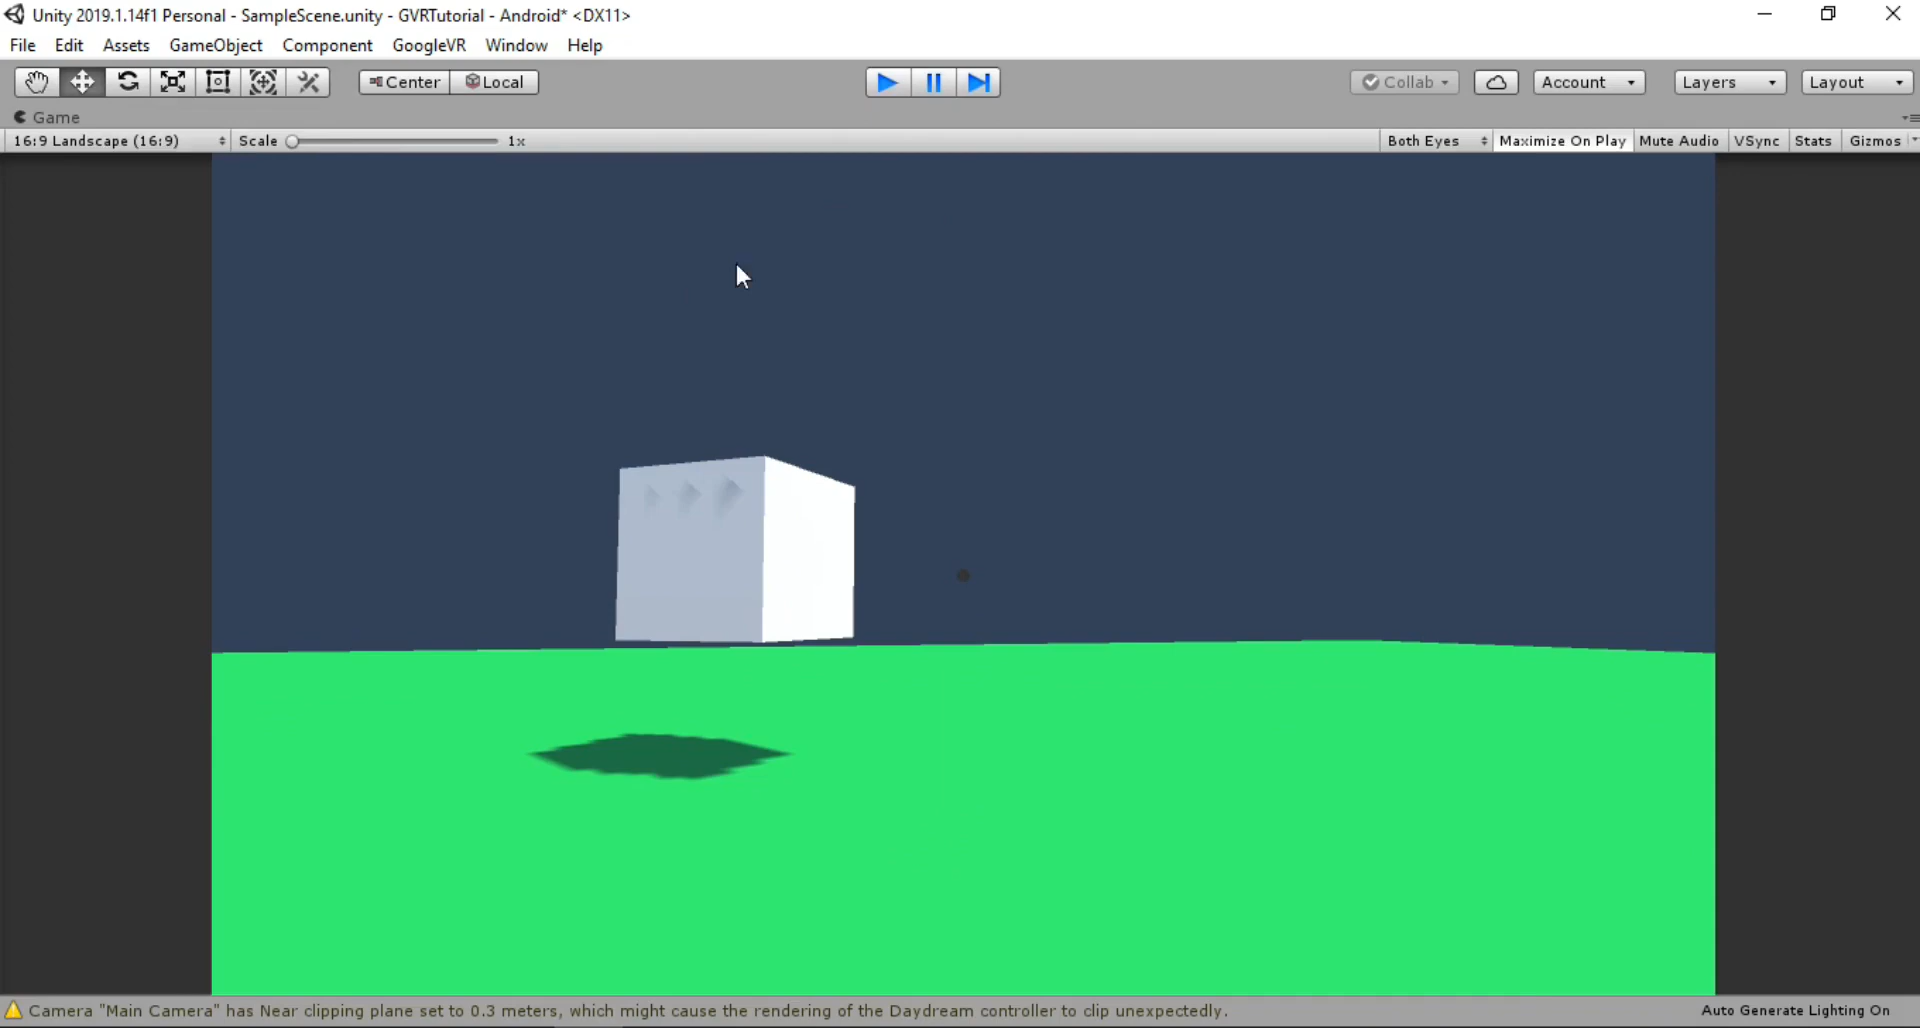 Unity 2019.1.14f1 Personal - SampleScene.unity - GVRTutorial - Android* <DX11>
File Edit Assets GameObject Component GoogleVR Window Help
Center Local Collab Account Layers Layout
Game
16:9 Landscape (16:9) Scale 1x Both Eyes Maximize On Play Mute Audio VSync Stats Gizmos
Camera "Main Camera" has Near clipping plane set to 0.3 meters, which might cause the rendering of the Daydream controller to clip unexpectedly. Auto Generate Lighting On